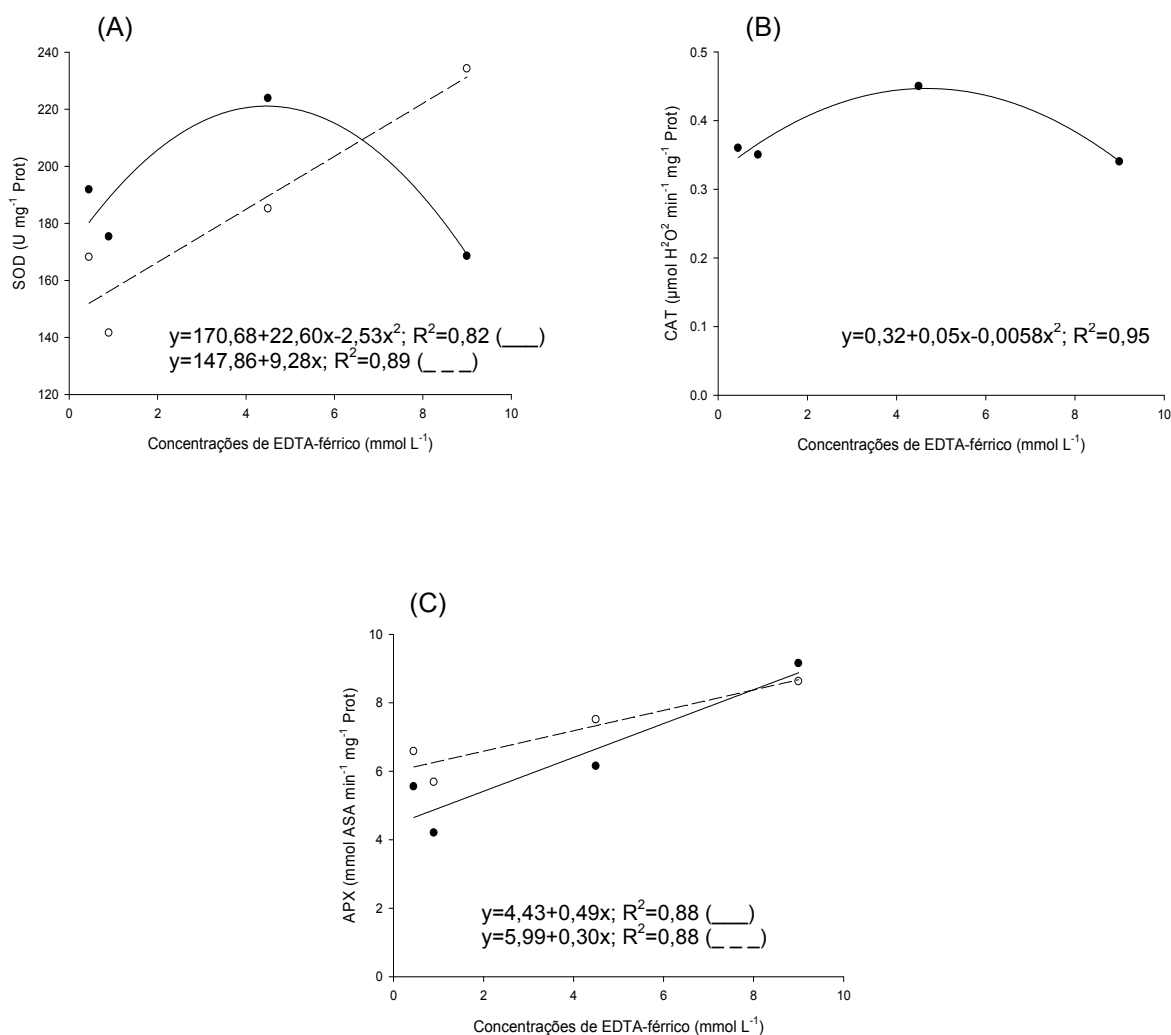 (A)
240
220
200
180
160
140
120
SOD (U mg⁻¹ Prot)
y=170,68+22,60x-2,53x²; R²=0,82 (___)
y=147,86+9,28x; R²=0,89 (_ _ _)
0 2 4 6 8 10
Concentrações de EDTA-férrico (mmol L⁻¹)
(B)
0.5
0.4
0.3
0.2
0.1
0.0
CAT (µmol H²O² min⁻¹ mg⁻¹ Prot)
y=0,32+0,05x-0,0058x²; R²=0,95
0 2 4 6 8 10
Concentrações de EDTA-férrico (mmol L⁻¹)
(C)
10
8
6
4
2
0
APX (mmol ASA min⁻¹ mg⁻¹ Prot)
y=4,43+0,49x; R²=0,88 (___)
y=5,99+0,30x; R²=0,88 (_ _ _)
0 2 4 6 8 10
Concentrações de EDTA-férrico (mmol L⁻¹)